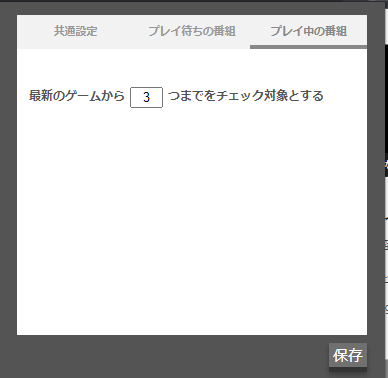 共通設定 プレイ待ちの番組 プレイ中の番組
最新のゲームから 3 つまでをチェック対象とする
保存